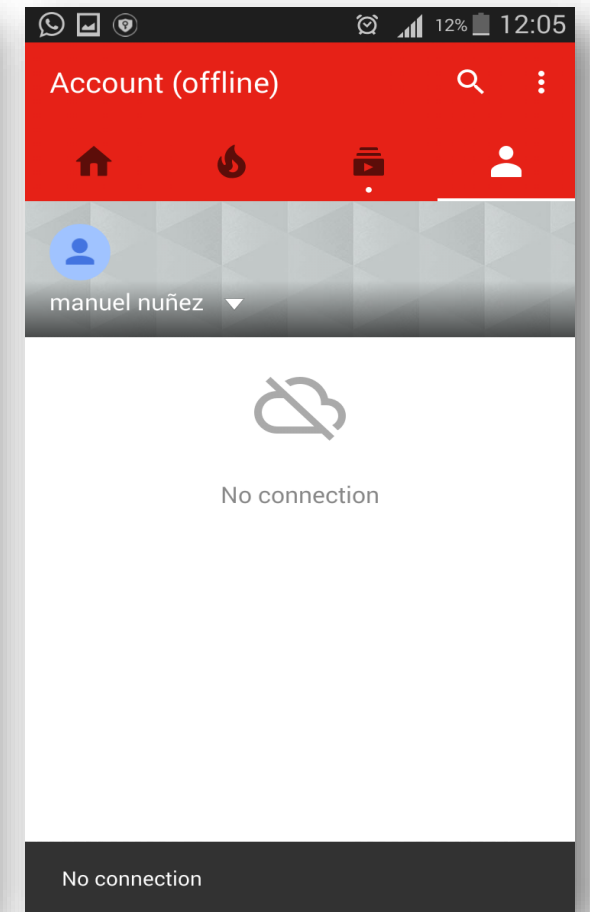 12% 12:05
Account (offline)
manuel nuñez
No connection
No connection